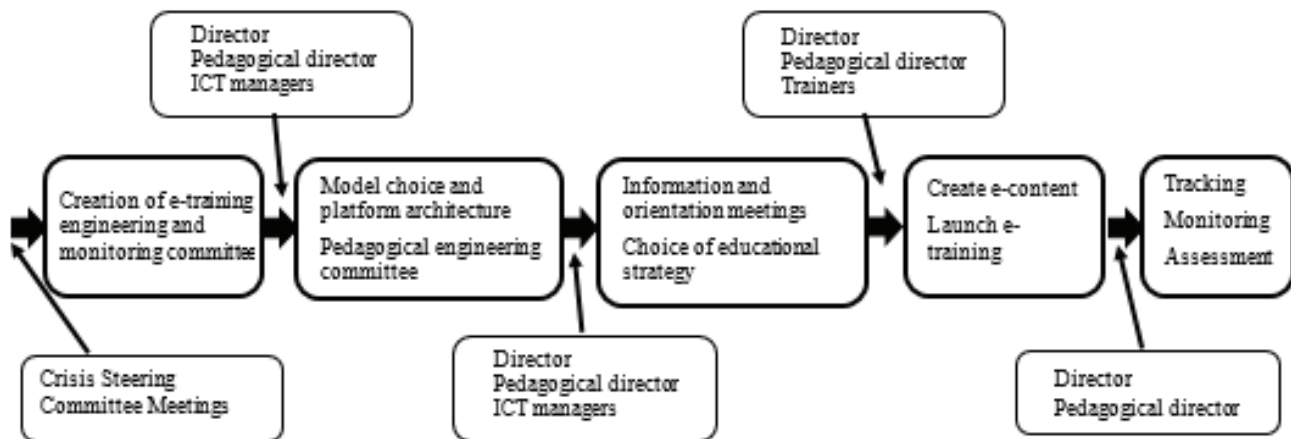 Director
Pedagogical director
ICT managers
Director
Pedagogical director
Trainers
Creation of e-training
engineering and
monitoring committee
Model choice and
platform architecture
Pedagogical engineering
committee
Information and
orientation meetings
Choice of educational
strategy
Create e-content
Launch e-
training
Tracking
Monitoring
Assessment
Crisis Steering
Committee Meetings
Director
Pedagogical director
ICT managers
Director
Pedagogical director